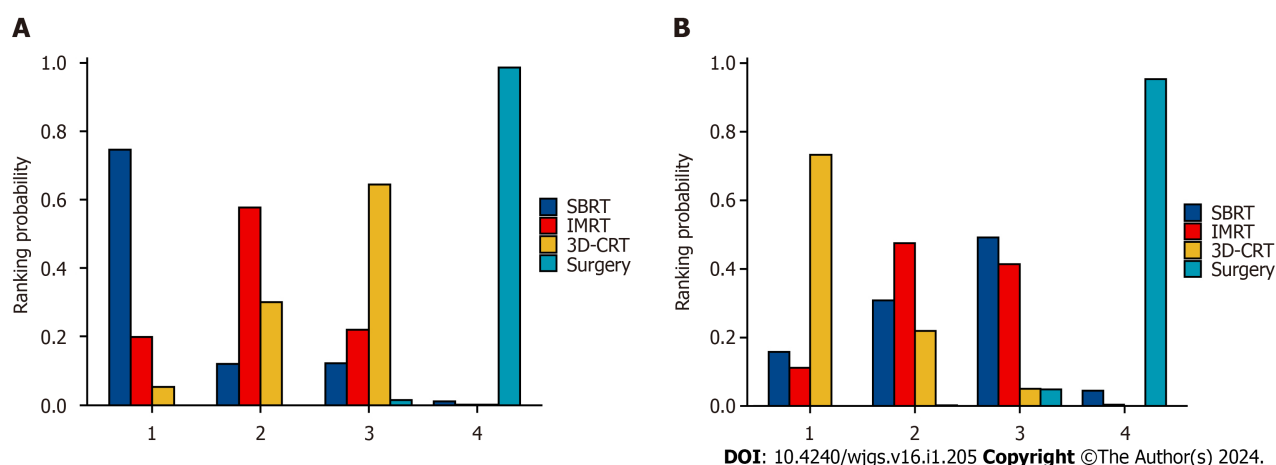 A
Ranking probability
1.0
0.8
0.6
0.4
0.2
0.0
1 2 3 4
SBRT
IMRT
3D-CRT
Surgery
B
Ranking probability
1.0
0.8
0.6
0.4
0.2
0.0
1 2 3 4
SBRT
IMRT
3D-CRT
Surgery
DOI: 10.4240/wjgs.v16.i1.205 Copyright ©The Author(s) 2024.